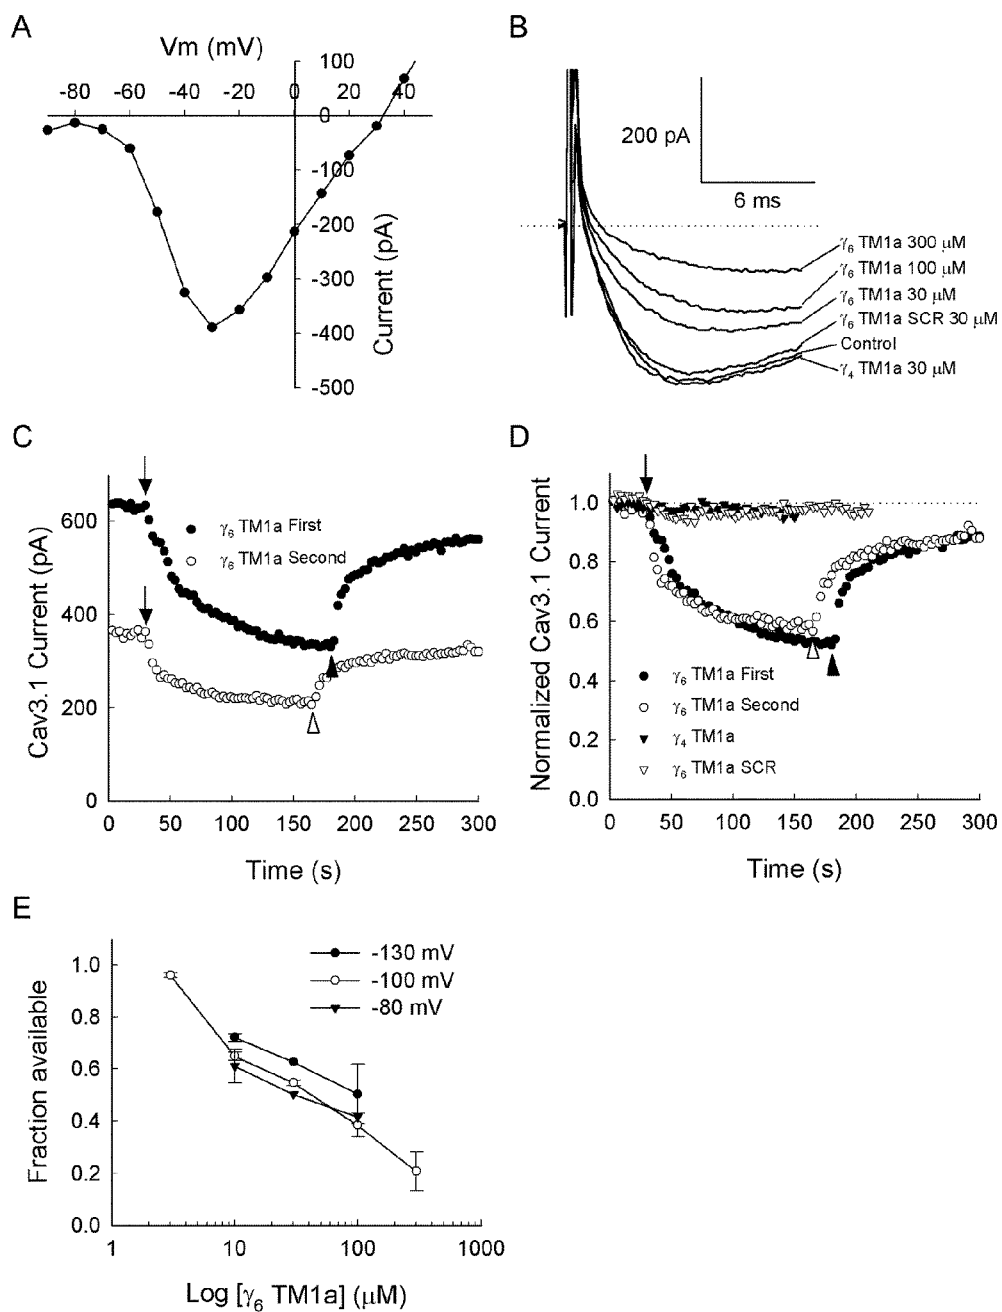 A
Vm (mV)
100
-80 -60 -40 -20 0 20 40
0
-100
-200
-300
-400
-500
Current (pA)
B
200 pA
6 ms
γ6 TM1a 300 μM
γ6 TM1a 100 μM
γ6 TM1a 30 μM
γ6 TM1a SCR 30 μM
Control
γ4 TM1a 30 μM
C
Cav3.1 Current (pA)
600
400
200
0
γ6 TM1a First
γ6 TM1a Second
0 50 100 150 200 250 300
Time (s)
D
Normalized Cav3.1 Current
1.0
0.8
0.6
0.4
0.2
0.0
γ6 TM1a First
γ6 TM1a Second
γ4 TM1a
γ6 TM1a SCR
0 50 100 150 200 250 300
Time (s)
E
Fraction available
1.0
0.8
0.6
0.4
0.2
0.0
-130 mV
-100 mV
-80 mV
1 10 100 1000
Log [γ6 TM1a] (μM)